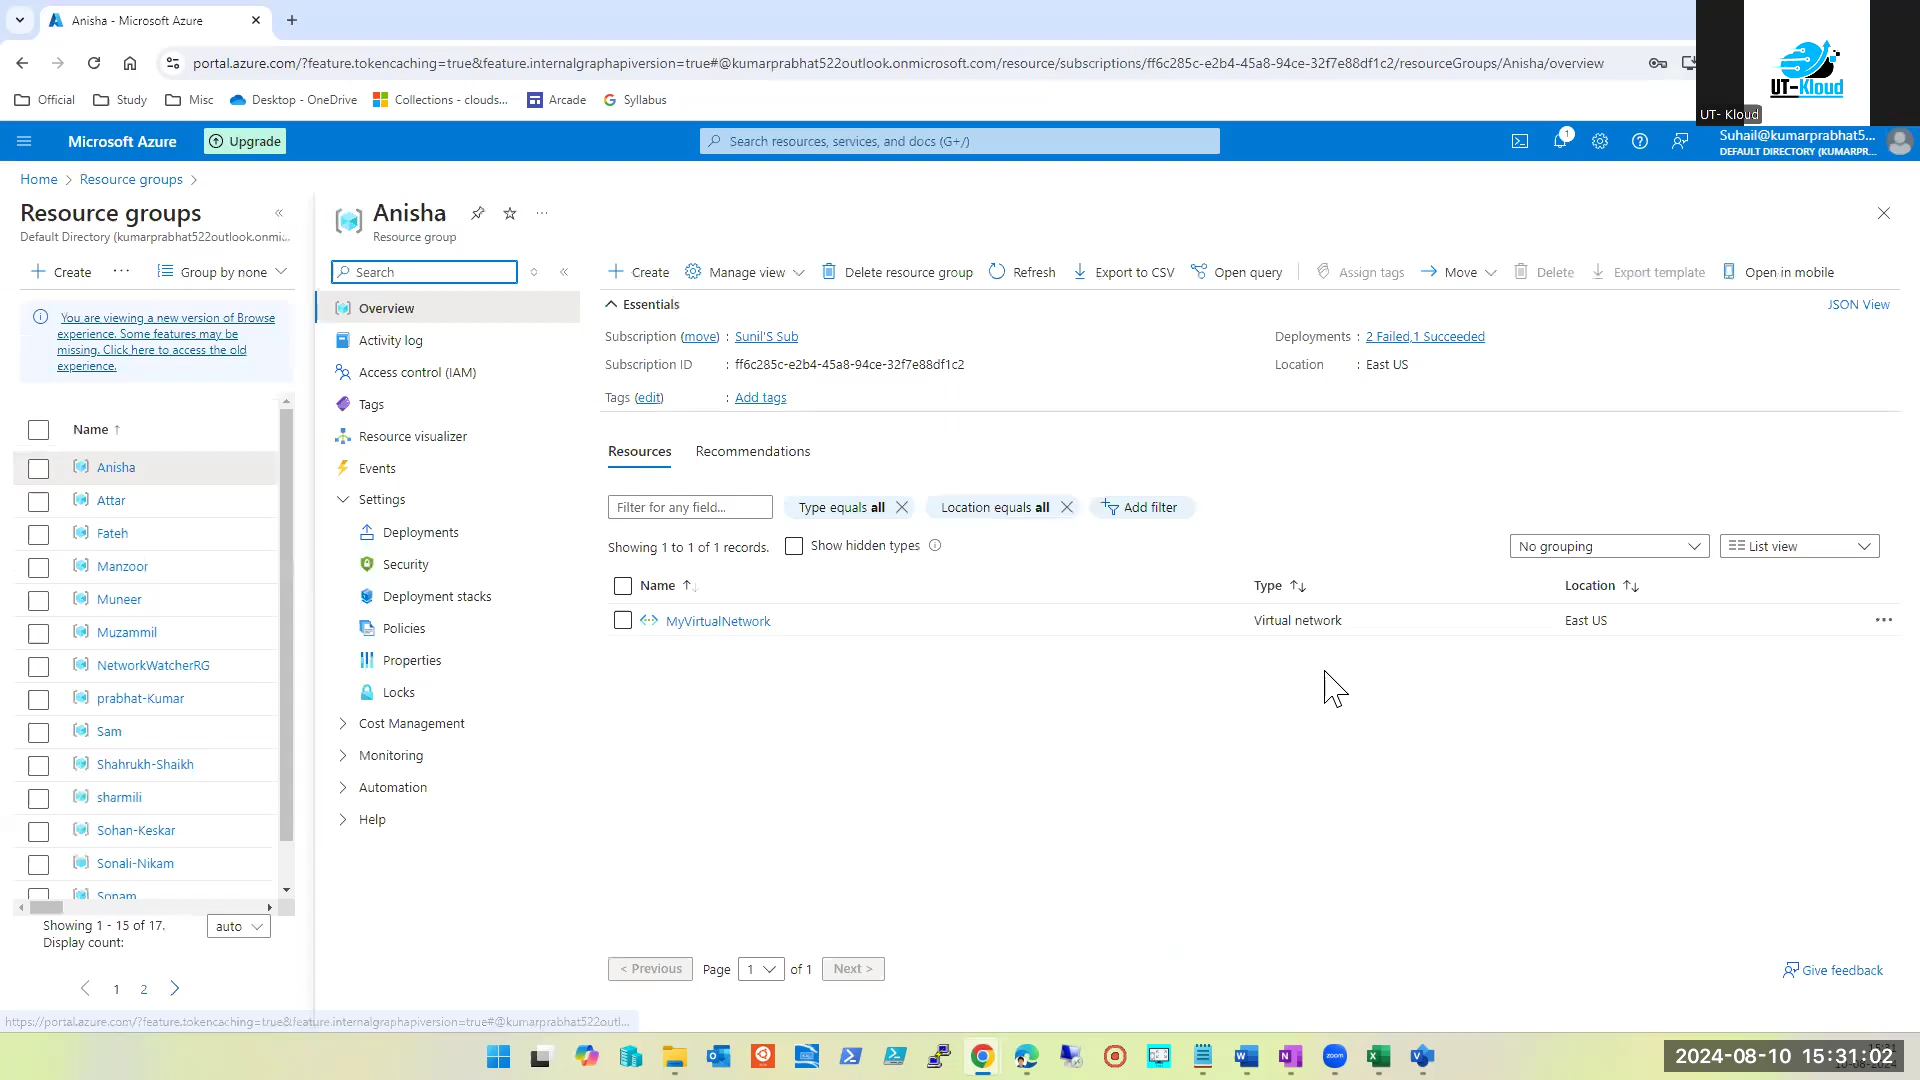 Anisha - Microsoft Azure
portal.azure.com/?feature.tokencaching=true&feature.internalgraphapiversion=true#@kumarprabhat522outlook.onmicrosoft.com/resource/subscriptions/ff6c285c-e2b4-45a8-94ce-32f7e88df1c2/resourceGroups/Anisha/overview
Official
Study
Misc
Desktop - OneDrive
Collections - clouds...
Arcade
Syllabus
UT-Kloud
UT- Kloud
Microsoft Azure
Upgrade
Search resources, services, and docs (G+/)
1
Suhail@kumarprabhat5...
DEFAULT DIRECTORY (KUMARPR...
Home > Resource groups >
Resource groups
Default Directory (kumarprabhat522outlook.onmi...
Create
Group by none
You are viewing a new version of Browse
experience. Some features may be
missing. Click here to access the old
experience.
Name ↑
Anisha
Attar
Fateh
Manzoor
Muneer
Muzammil
NetworkWatcherRG
prabhat-Kumar
Sam
Shahrukh-Shaikh
sharmili
Sohan-Keskar
Sonali-Nikam
Sonam
Showing 1 - 15 of 17.
Display count:
auto
1 2
https://portal.azure.com/?feature.tokencaching=true&feature.internalgraphapiversion=true#@kumarprabhat522outl...
Anisha
Resource group
Search
Overview
Activity log
Access control (IAM)
Tags
Resource visualizer
Events
Settings
Deployments
Security
Deployment stacks
Policies
Properties
Locks
Cost Management
Monitoring
Automation
Help
Create
Manage view
Delete resource group
Refresh
Export to CSV
Open query
Assign tags
Move
Delete
Export template
Open in mobile
Essentials
JSON View
Subscription (move) : Sunil'S Sub
Subscription ID : ff6c285c-e2b4-45a8-94ce-32f7e88df1c2
Tags (edit) : Add tags
Deployments : 2 Failed,1 Succeeded
Location : East US
Resources
Recommendations
Filter for any field...
Type equals all
Location equals all
Add filter
Showing 1 to 1 of 1 records.
Show hidden types
No grouping
List view
Name ↑↓
Type ↑↓
Location ↑↓
MyVirtualNetwork
Virtual network
East US
< Previous
Page
1
of 1
Next >
Give feedback
zoom
2024-08-10 15:31:02